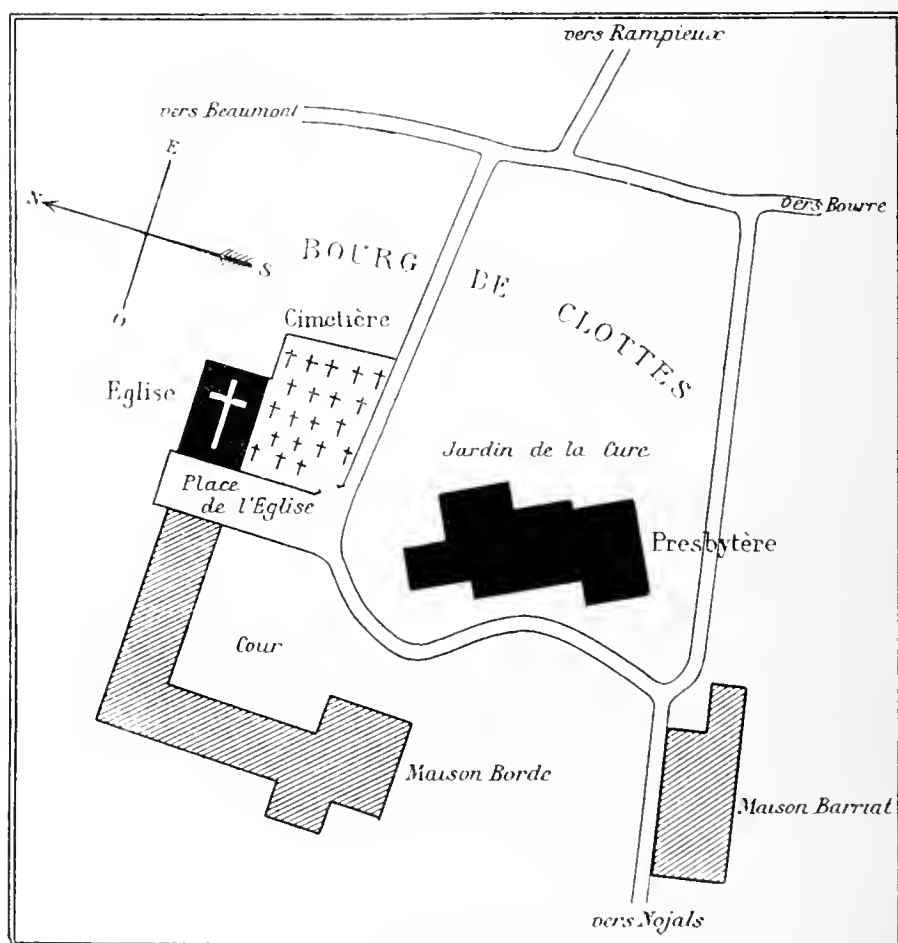 vers Rampieux
vers Beaumont
E
N
S
O
vers Bourre
BOURG DE CLOTTES
Cimetière
Eglise
Place
de l'Eglise
Jardin de la Cure
Presbytère
Cour
Maison Borde
Maison Barriat
vers Nojals